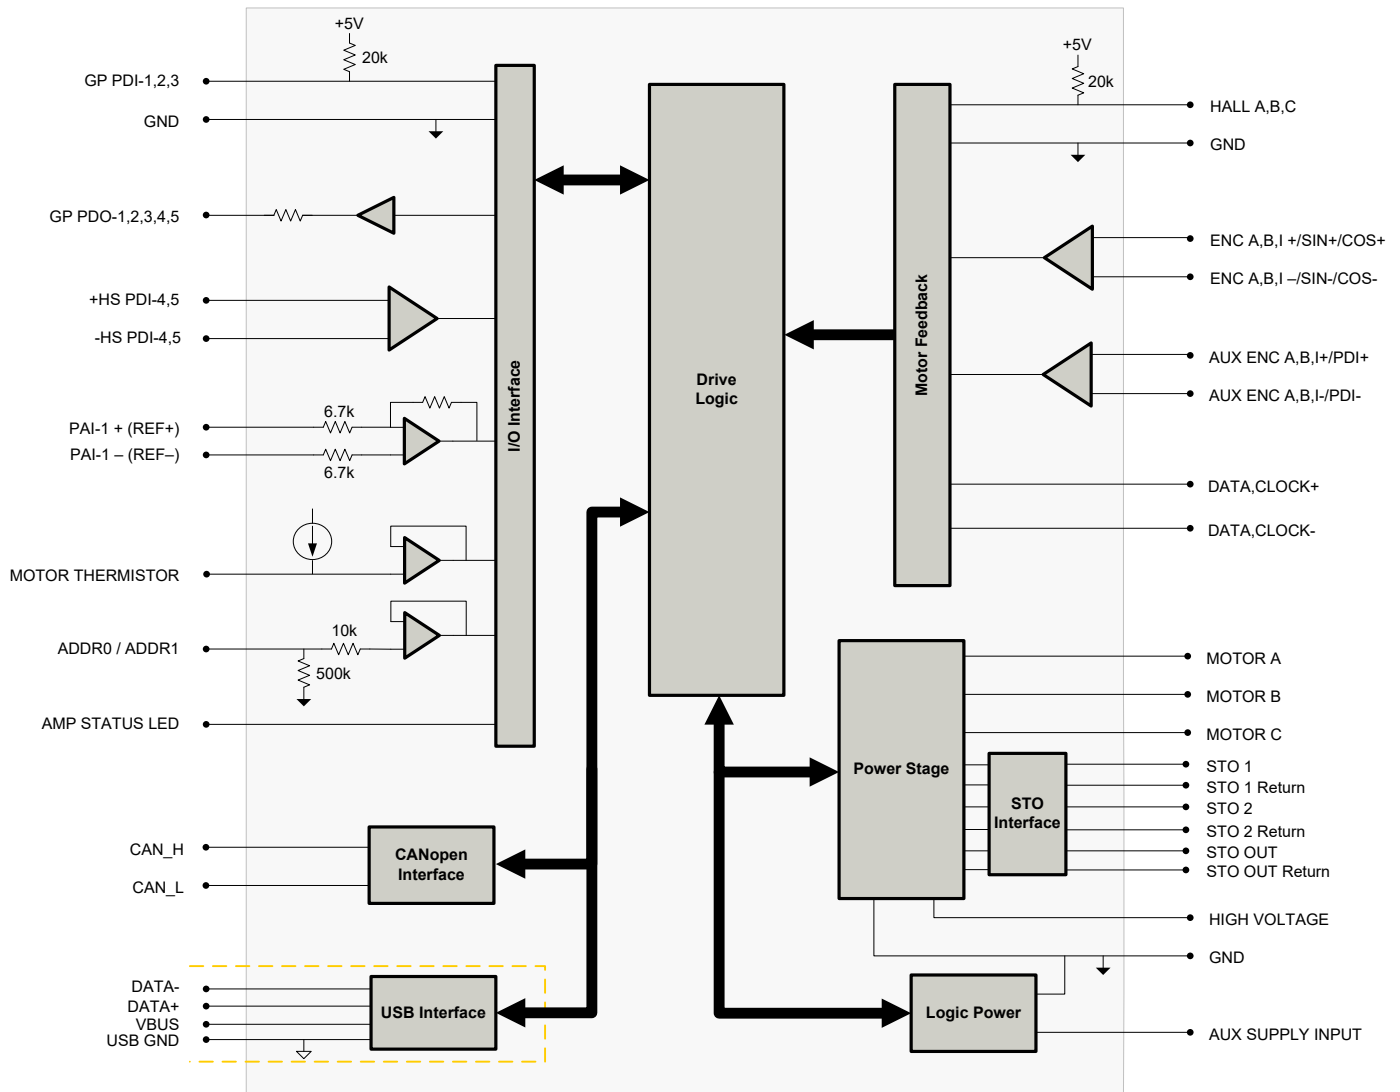 +5V
20k
GP PDI-1,2,3
GND
GP PDO-1,2,3,4,5
+HS PDI-4,5
-HS PDI-4,5
6.7k
PAI-1 + (REF+)
PAI-1 – (REF–)
6.7k
MOTOR THERMISTOR
10k
ADDR0 / ADDR1
500k
AMP STATUS LED
I/O Interface
CAN_H
CAN_L
CANopen
Interface
DATA-
DATA+
VBUS
USB GND
USB Interface
Drive
Logic
Motor Feedback
+5V
20k
HALL A,B,C
GND
ENC A,B,I +/SIN+/COS+
ENC A,B,I –/SIN-/COS-
AUX ENC A,B,I+/PDI+
AUX ENC A,B,I-/PDI-
DATA,CLOCK+
DATA,CLOCK-
Power Stage
MOTOR A
MOTOR B
MOTOR C
STO
Interface
STO 1
STO 1 Return
STO 2
STO 2 Return
STO OUT
STO OUT Return
HIGH VOLTAGE
GND
Logic Power
AUX SUPPLY INPUT